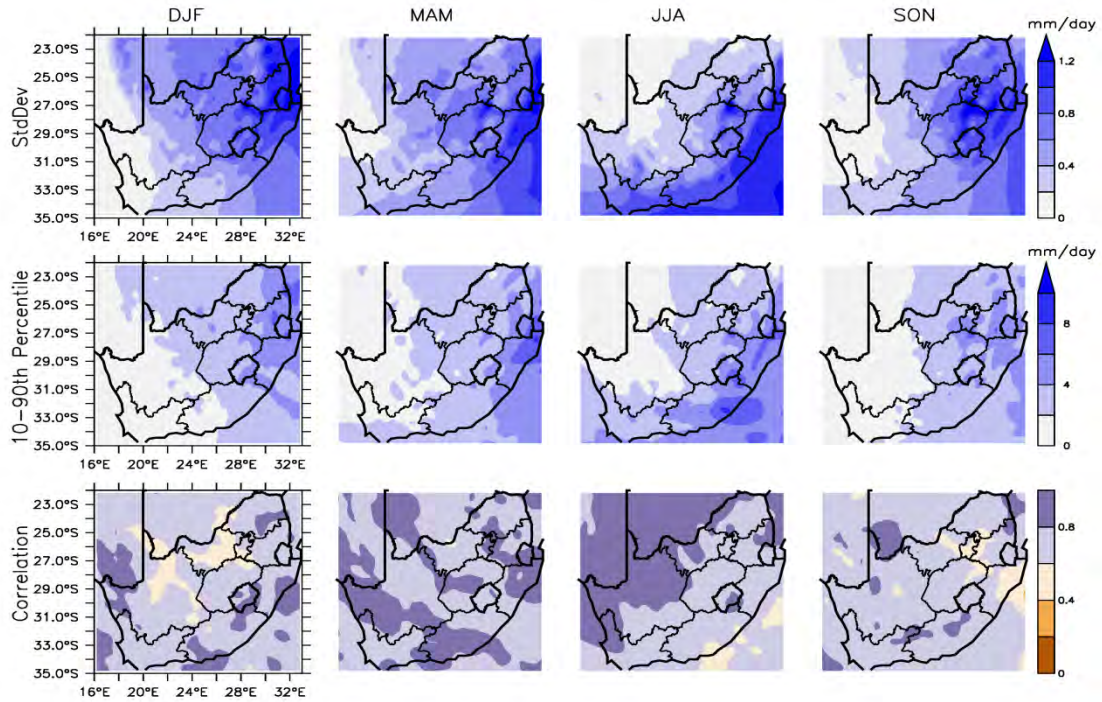 DJF MAM JJA SON
mm/day
StdDev
22.0°S
23.0°S
25.0°S
27.0°S
29.0°S
31.0°S
33.0°S
35.0°S
16°E 20°E 24°E 28°E 32°E
1.2
0.8
0.4
0
mm/day
10-90th Percentile
23.0°S
25.0°S
27.0°S
29.0°S
31.0°S
33.0°S
35.0°S
16°E 20°E 24°E 28°E 32°E
8
4
0
Correlation
23.0°S
25.0°S
27.0°S
29.0°S
31.0°S
33.0°S
35.0°S
16°E 20°E 24°E 28°E 32°E
0.8
0.4
0